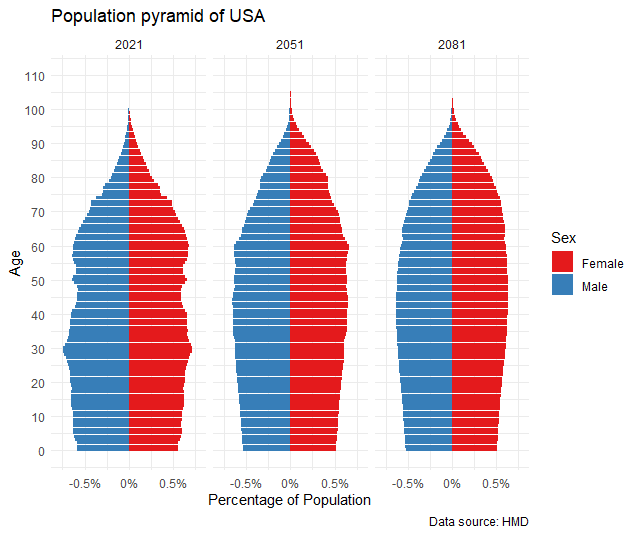 Population pyramid of USA
2021 2051 2081
110
100
90
80
70
60
50
40
30
20
10
0
Age
-0.5% 0% 0.5% -0.5% 0% 0.5% -0.5% 0% 0.5%
Percentage of Population
Sex
Female
Male
Data source: HMD